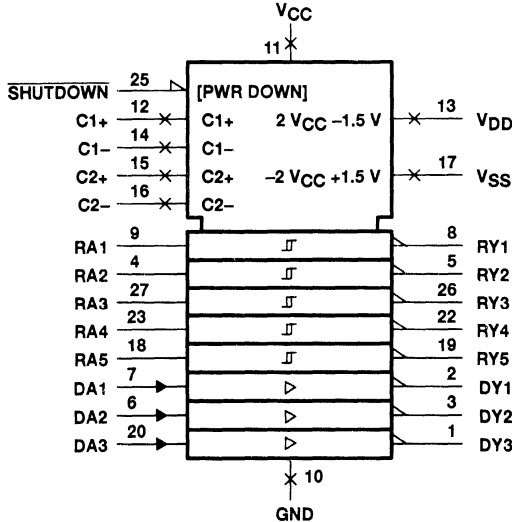 VCC
11
SHUTDOWN 25 [PWR DOWN]
C1+ 12 C1+ 2 VCC –1.5 V 13 VDD
C1– 14 C1–
C2+ 15 C2+ –2 VCC +1.5 V 17 VSS
C2– 16 C2–
RA1 9 8 RY1
RA2 4 5 RY2
RA3 27 26 RY3
RA4 23 22 RY4
RA5 18 19 RY5
DA1 7 2 DY1
DA2 6 3 DY2
DA3 20 1 DY3
10
GND